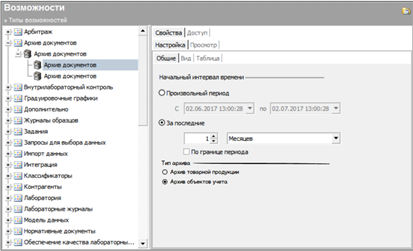 Возможности
» Типы возможностей
Арбитраж
Архив документов
Архив документов
Архив документов
Архив документов
Внутрилабораторный контроль
Градуировочные графики
Дополнительно
Журналы образцов
Задания
Запросы для выбора данных
Импорт данных
Интеграция
Классификаторы
Контрагенты
Лаборатория
Лабораторные журналы
Модель данных
Нормативные документы
Обеспечение качества лабораторны...
Свойства Доступ
Настройка Просмотр
Общие Вид Таблица
Начальный интервал времени
Произвольный период
С 02.06.2017 13:00:28 по 02.07.2017 13:00:28
За последние
1 Месяцев
По границе периода
Тип архива
Архив товарной продукции
Архив объектов учета